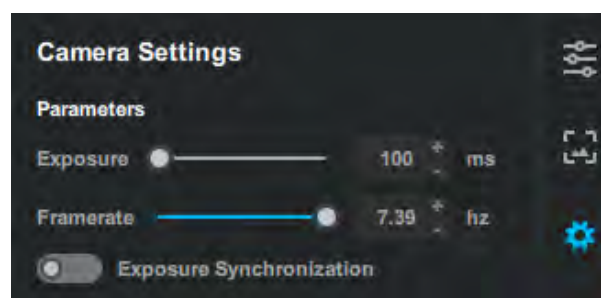 Camera Settings
Parameters
Exposure 100 + - ms
Framerate 7.39 + - hz
Exposure Synchronization